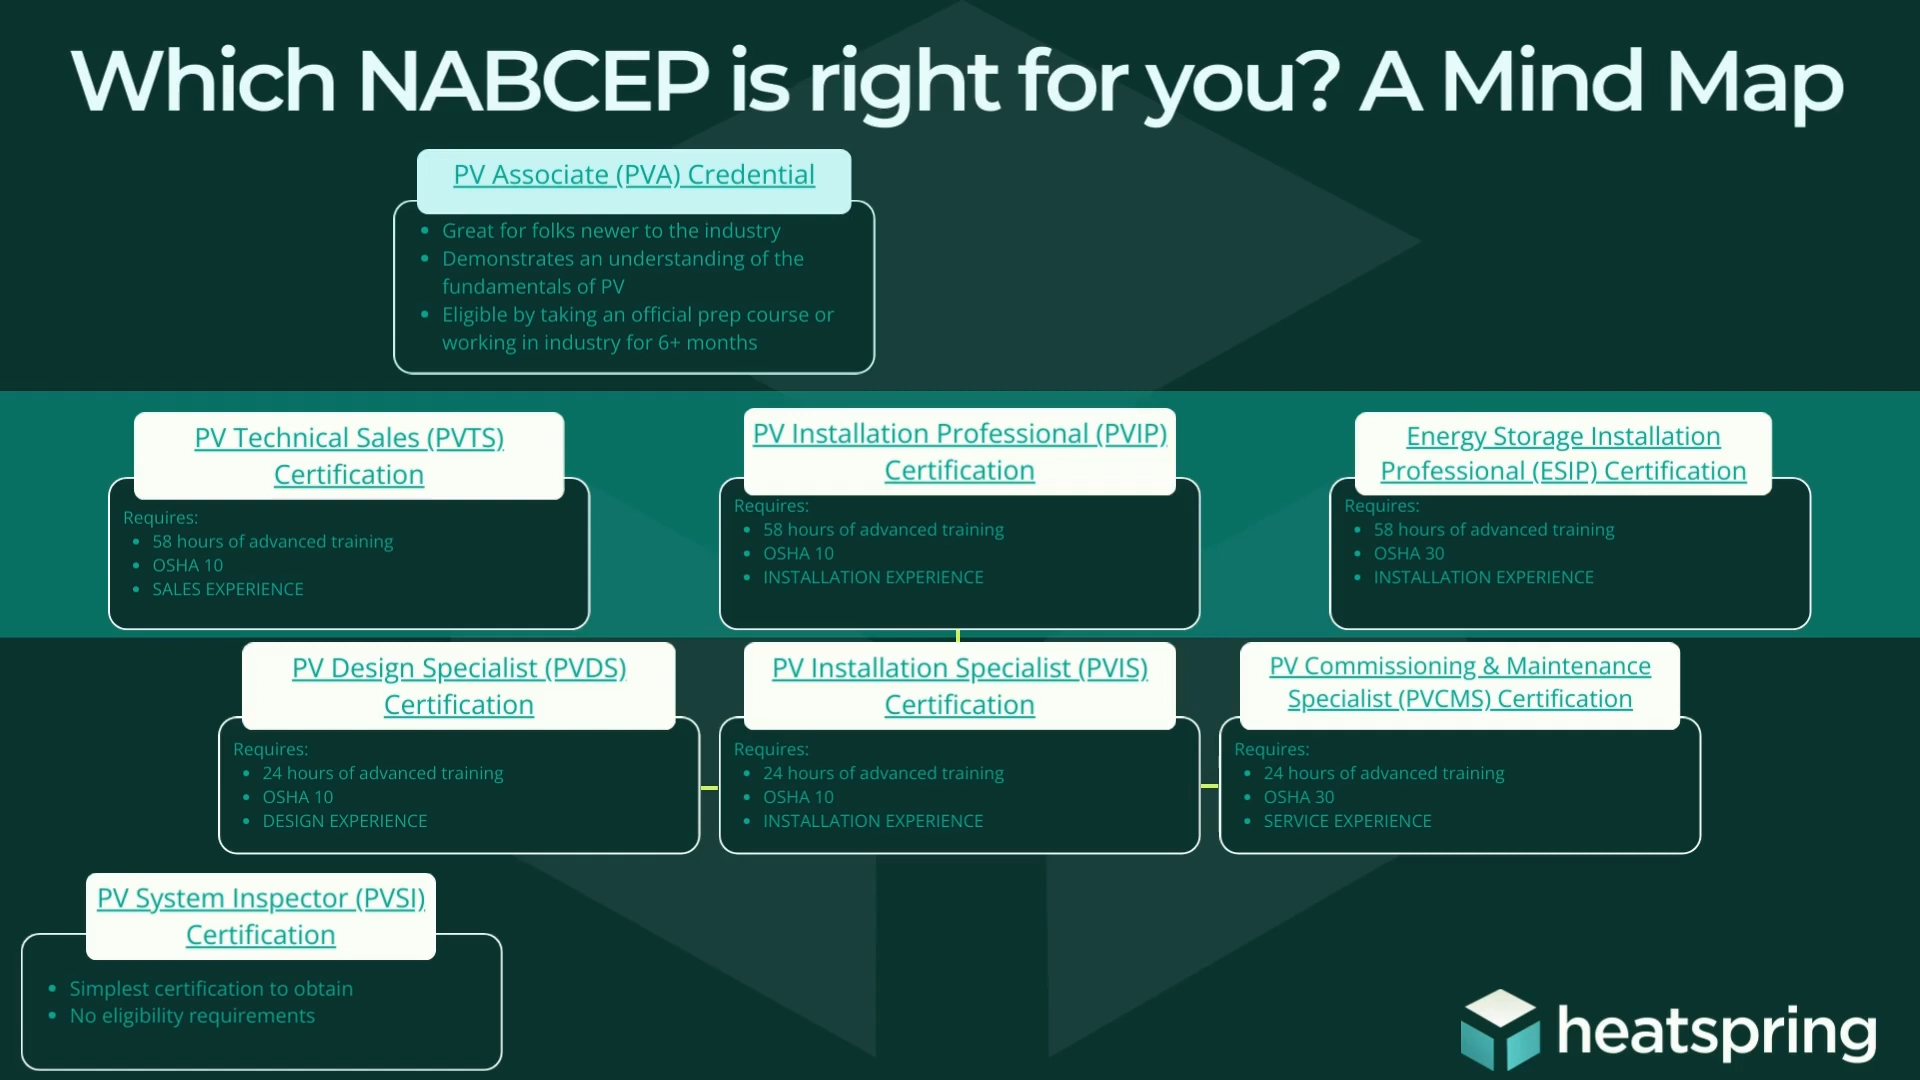 Which NABCEP is right for you? A Mind Map
PV Associate (PVA) Credential
• Great for folks newer to the industry
• Demonstrates an understanding of the
fundamentals of PV
• Eligible by taking an official prep course or
working in industry for 6+ months
PV Technical Sales (PVTS)
Certification
Requires:
• 58 hours of advanced training
• OSHA 10
• SALES EXPERIENCE
PV Installation Professional (PVIP)
Certification
Requires:
• 58 hours of advanced training
• OSHA 10
• INSTALLATION EXPERIENCE
Energy Storage Installation
Professional (ESIP) Certification
Requires:
• 58 hours of advanced training
• OSHA 30
• INSTALLATION EXPERIENCE
PV Design Specialist (PVDS)
Certification
Requires:
• 24 hours of advanced training
• OSHA 10
• DESIGN EXPERIENCE
PV Installation Specialist (PVIS)
Certification
Requires:
• 24 hours of advanced training
• OSHA 10
• INSTALLATION EXPERIENCE
PV Commissioning & Maintenance
Specialist (PVCMS) Certification
Requires:
• 24 hours of advanced training
• OSHA 30
• SERVICE EXPERIENCE
PV System Inspector (PVSI)
Certification
• Simplest certification to obtain
• No eligibility requirements
heatspring